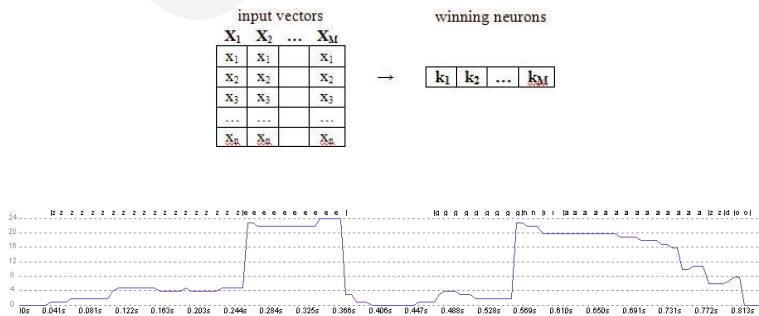 input vectors
winning neurons
X1 X2 … XM
x1 x1 x1
x2 x2 x2
x3 x3 x3
… … …
xn xn xn
→
k1 k2 … kM
24
20
16
12
8
4
0
0.041s 0.081s 0.122s 0.163s 0.203s 0.244s 0.284s 0.325s 0.366s 0.406s 0.447s 0.488s 0.528s 0.569s 0.610s 0.650s 0.691s 0.731s 0.772s 0.813s